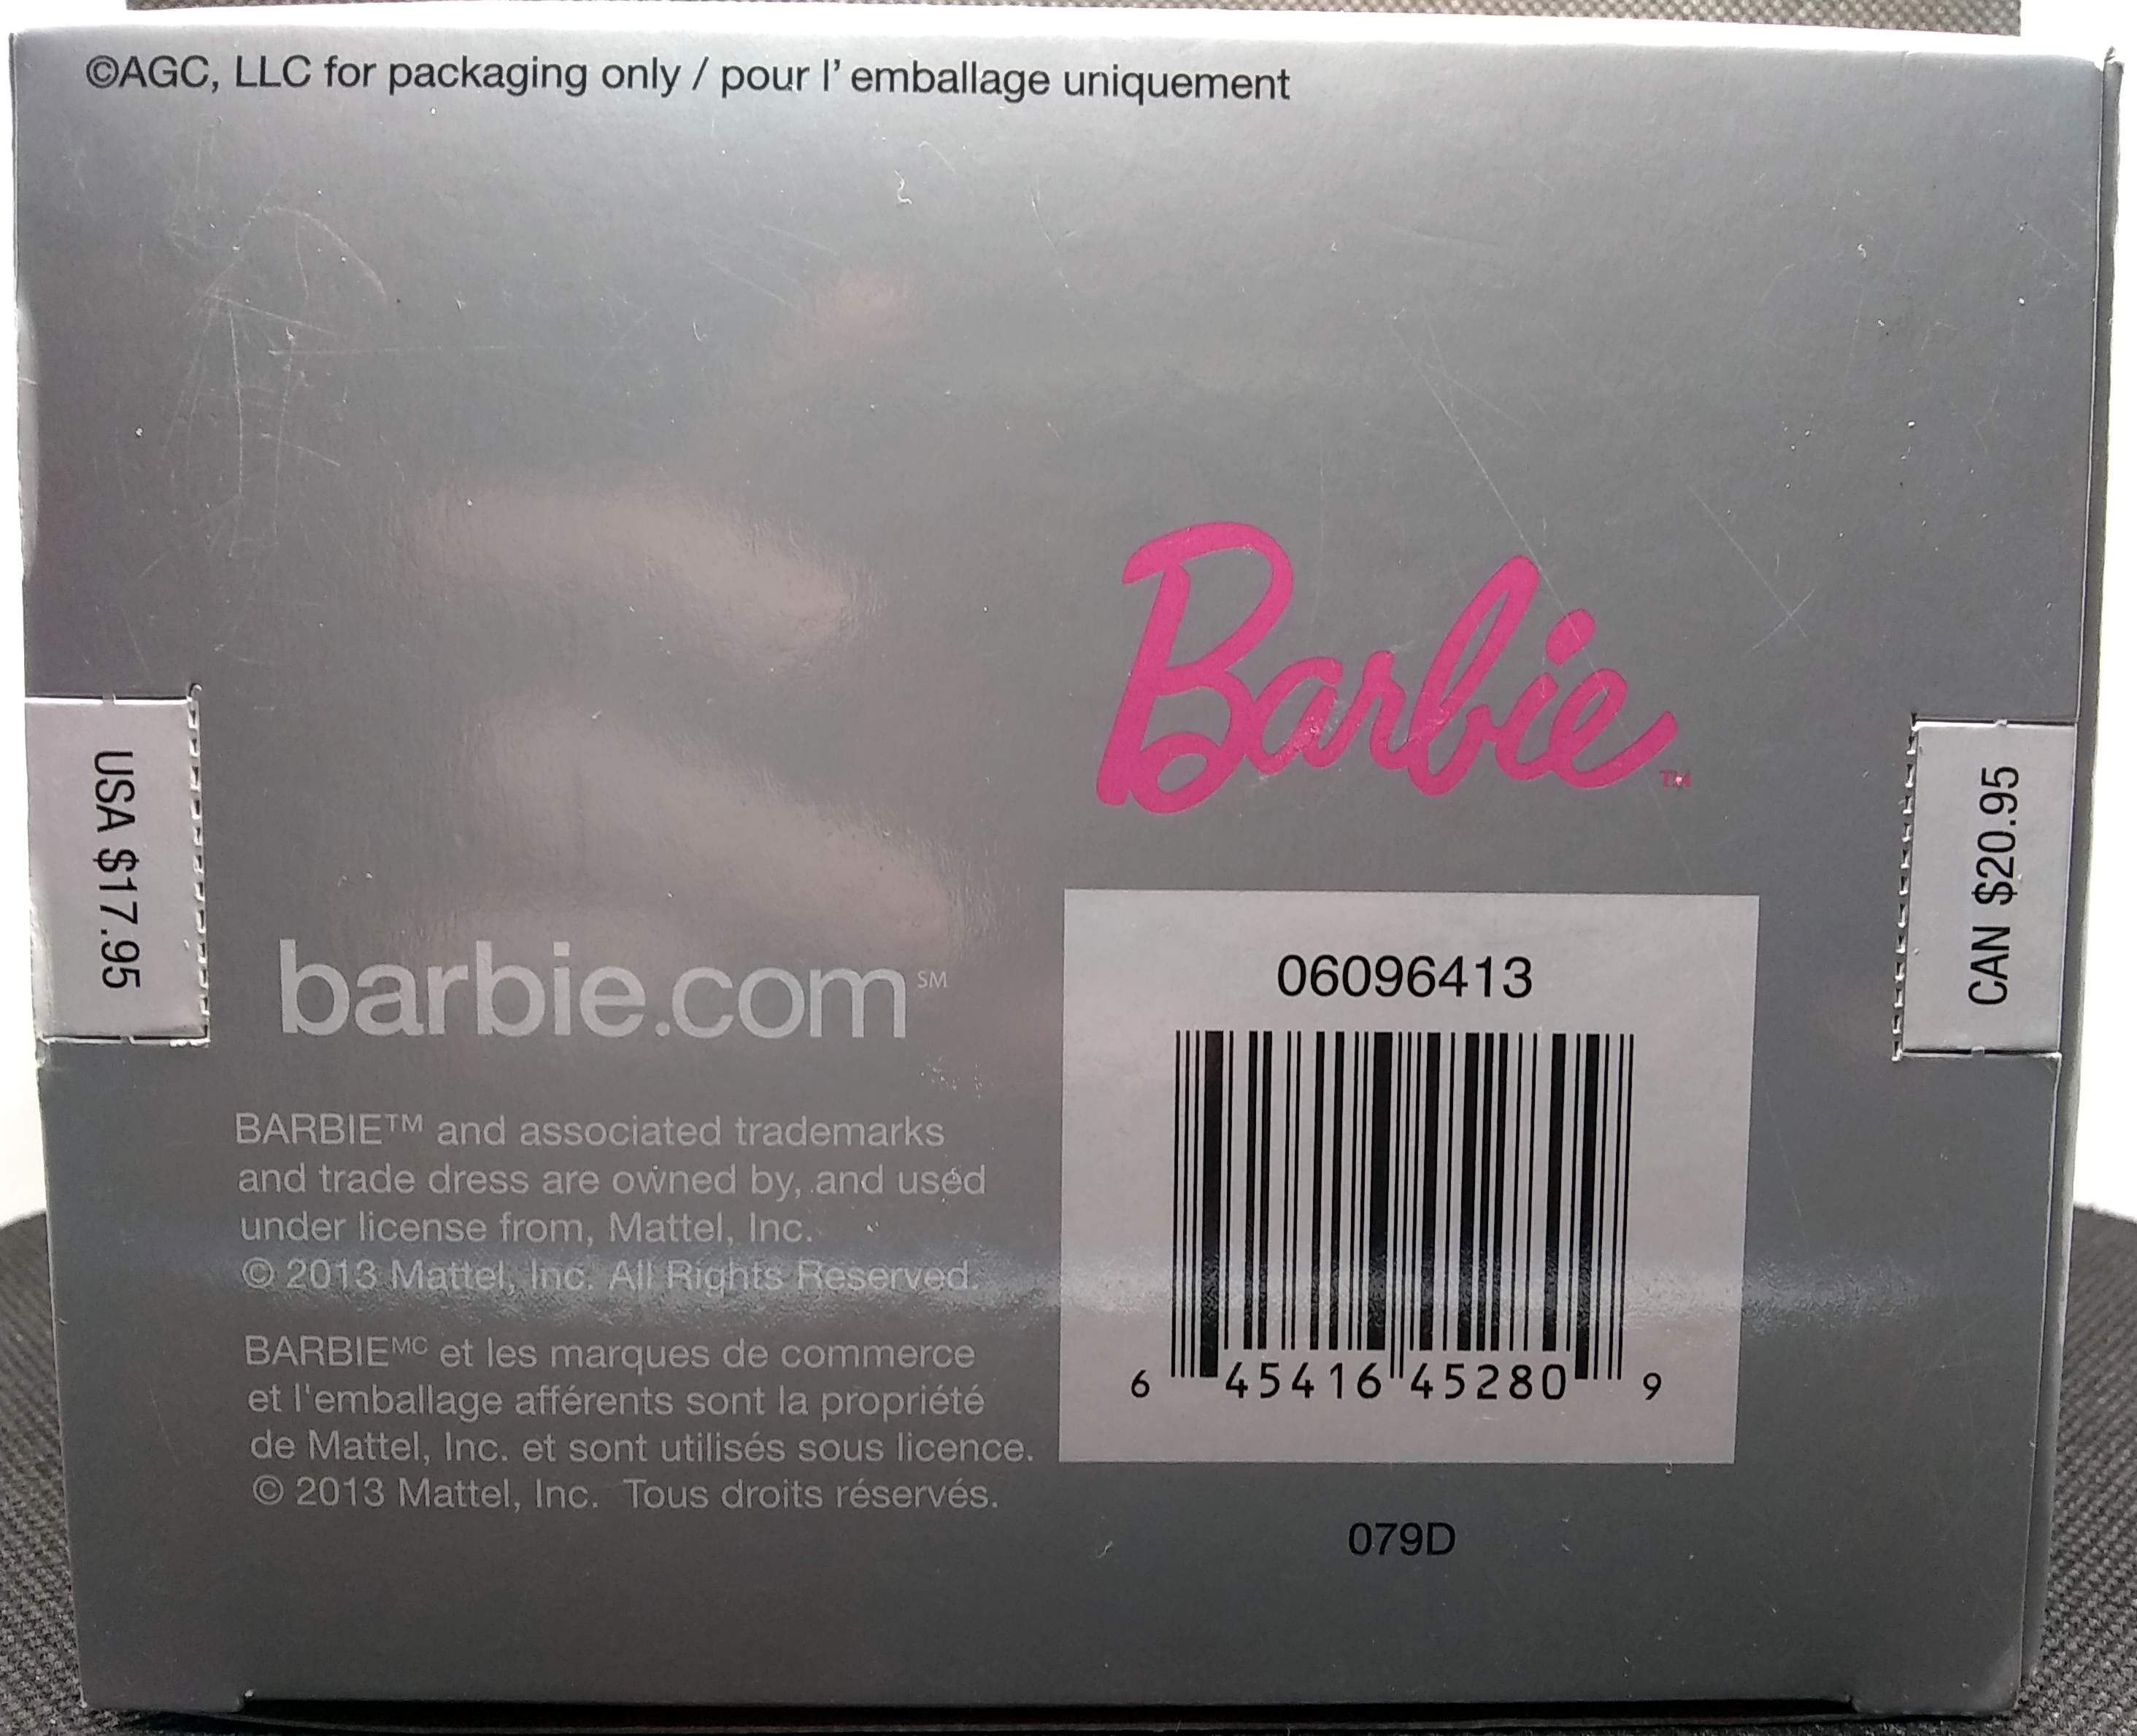 ©AGC, LLC for packaging only / pour l' emballage uniquement
Barbie™
USA $17.95
CAN $20.95
barbie.com℠
06096413
6 45416 45280 9
BARBIE™ and associated trademarks
and trade dress are owned by, and used
under license from, Mattel, Inc.
© 2013 Mattel, Inc. All Rights Reserved.
BARBIEᴹᶜ et les marques de commerce
et l'emballage afférents sont la propriété
de Mattel, Inc. et sont utilisés sous licence.
© 2013 Mattel, Inc. Tous droits réservés.
079D